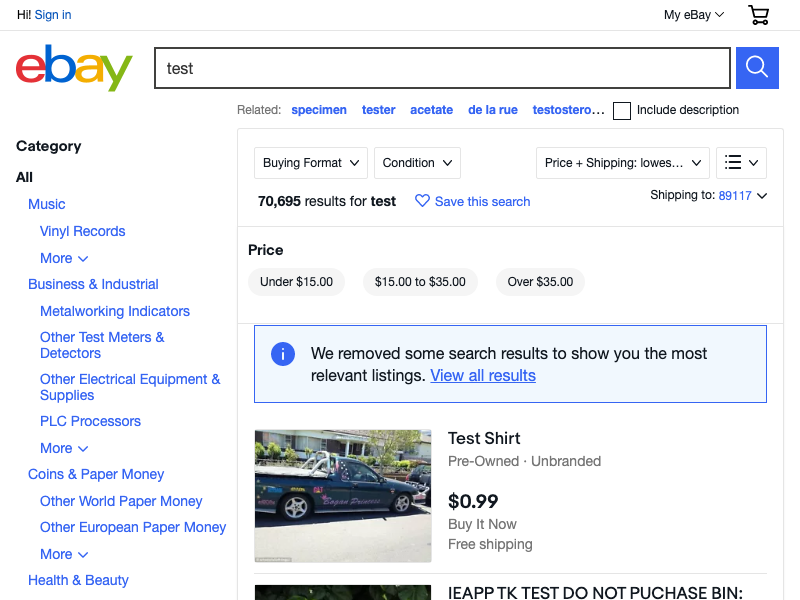 Hi! Sign in
My eBay
ebay
test
Related: specimen tester acetate de la rue testostero... Include description
Category
All
Music
Vinyl Records
More
Business & Industrial
Metalworking Indicators
Other Test Meters &
Detectors
Other Electrical Equipment &
Supplies
PLC Processors
More
Coins & Paper Money
Other World Paper Money
Other European Paper Money
More
Health & Beauty
Buying Format
Condition
Price + Shipping: lowes...
70,695 results for test
Save this search
Shipping to: 89117
Price
Under $15.00
$15.00 to $35.00
Over $35.00
We removed some search results to show you the most
relevant listings. View all results
Bogan Princess
Test Shirt
Pre-Owned · Unbranded
$0.99
Buy It Now
Free shipping
IEAPP TK TEST DO NOT PUCHASE BIN: